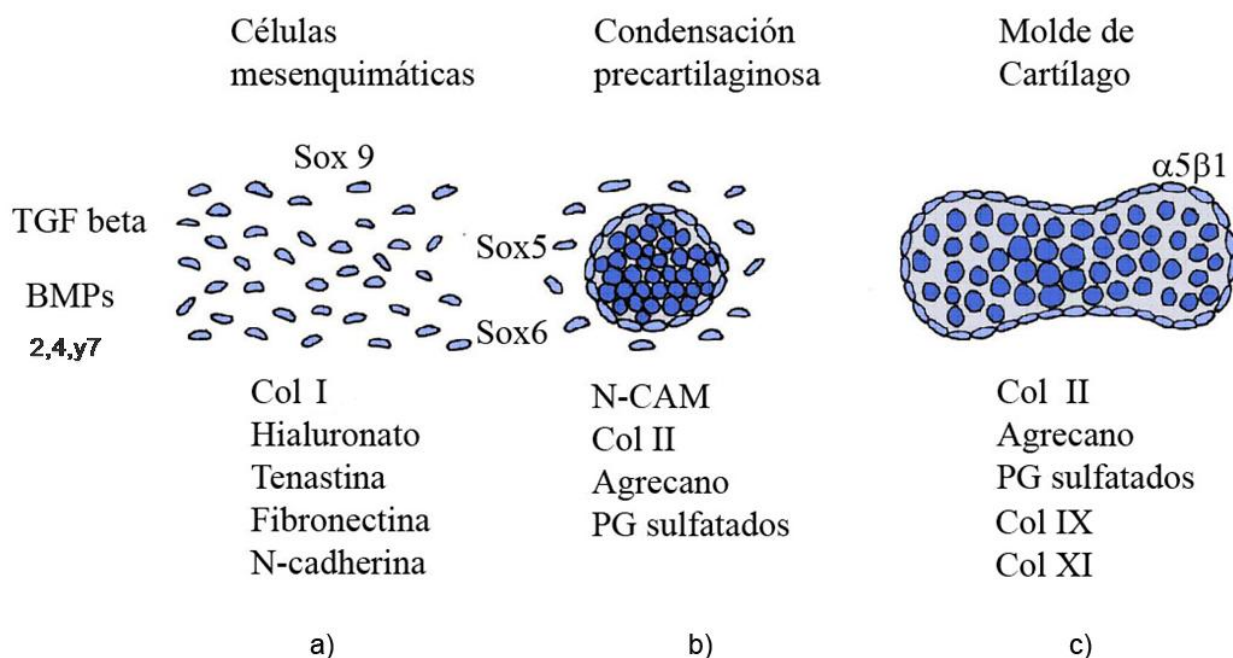 Células
mesenquimáticas
Condensación
precartilaginosa
Molde de
Cartílago
Sox 9
TGF beta
BMPs
2,4,y7
Sox5
Sox6
α5β1
Col I
Hialuronato
Tenastina
Fibronectina
N-cadherina
N-CAM
Col II
Agrecano
PG sulfatados
Col II
Agrecano
PG sulfatados
Col IX
Col XI
a)
b)
c)